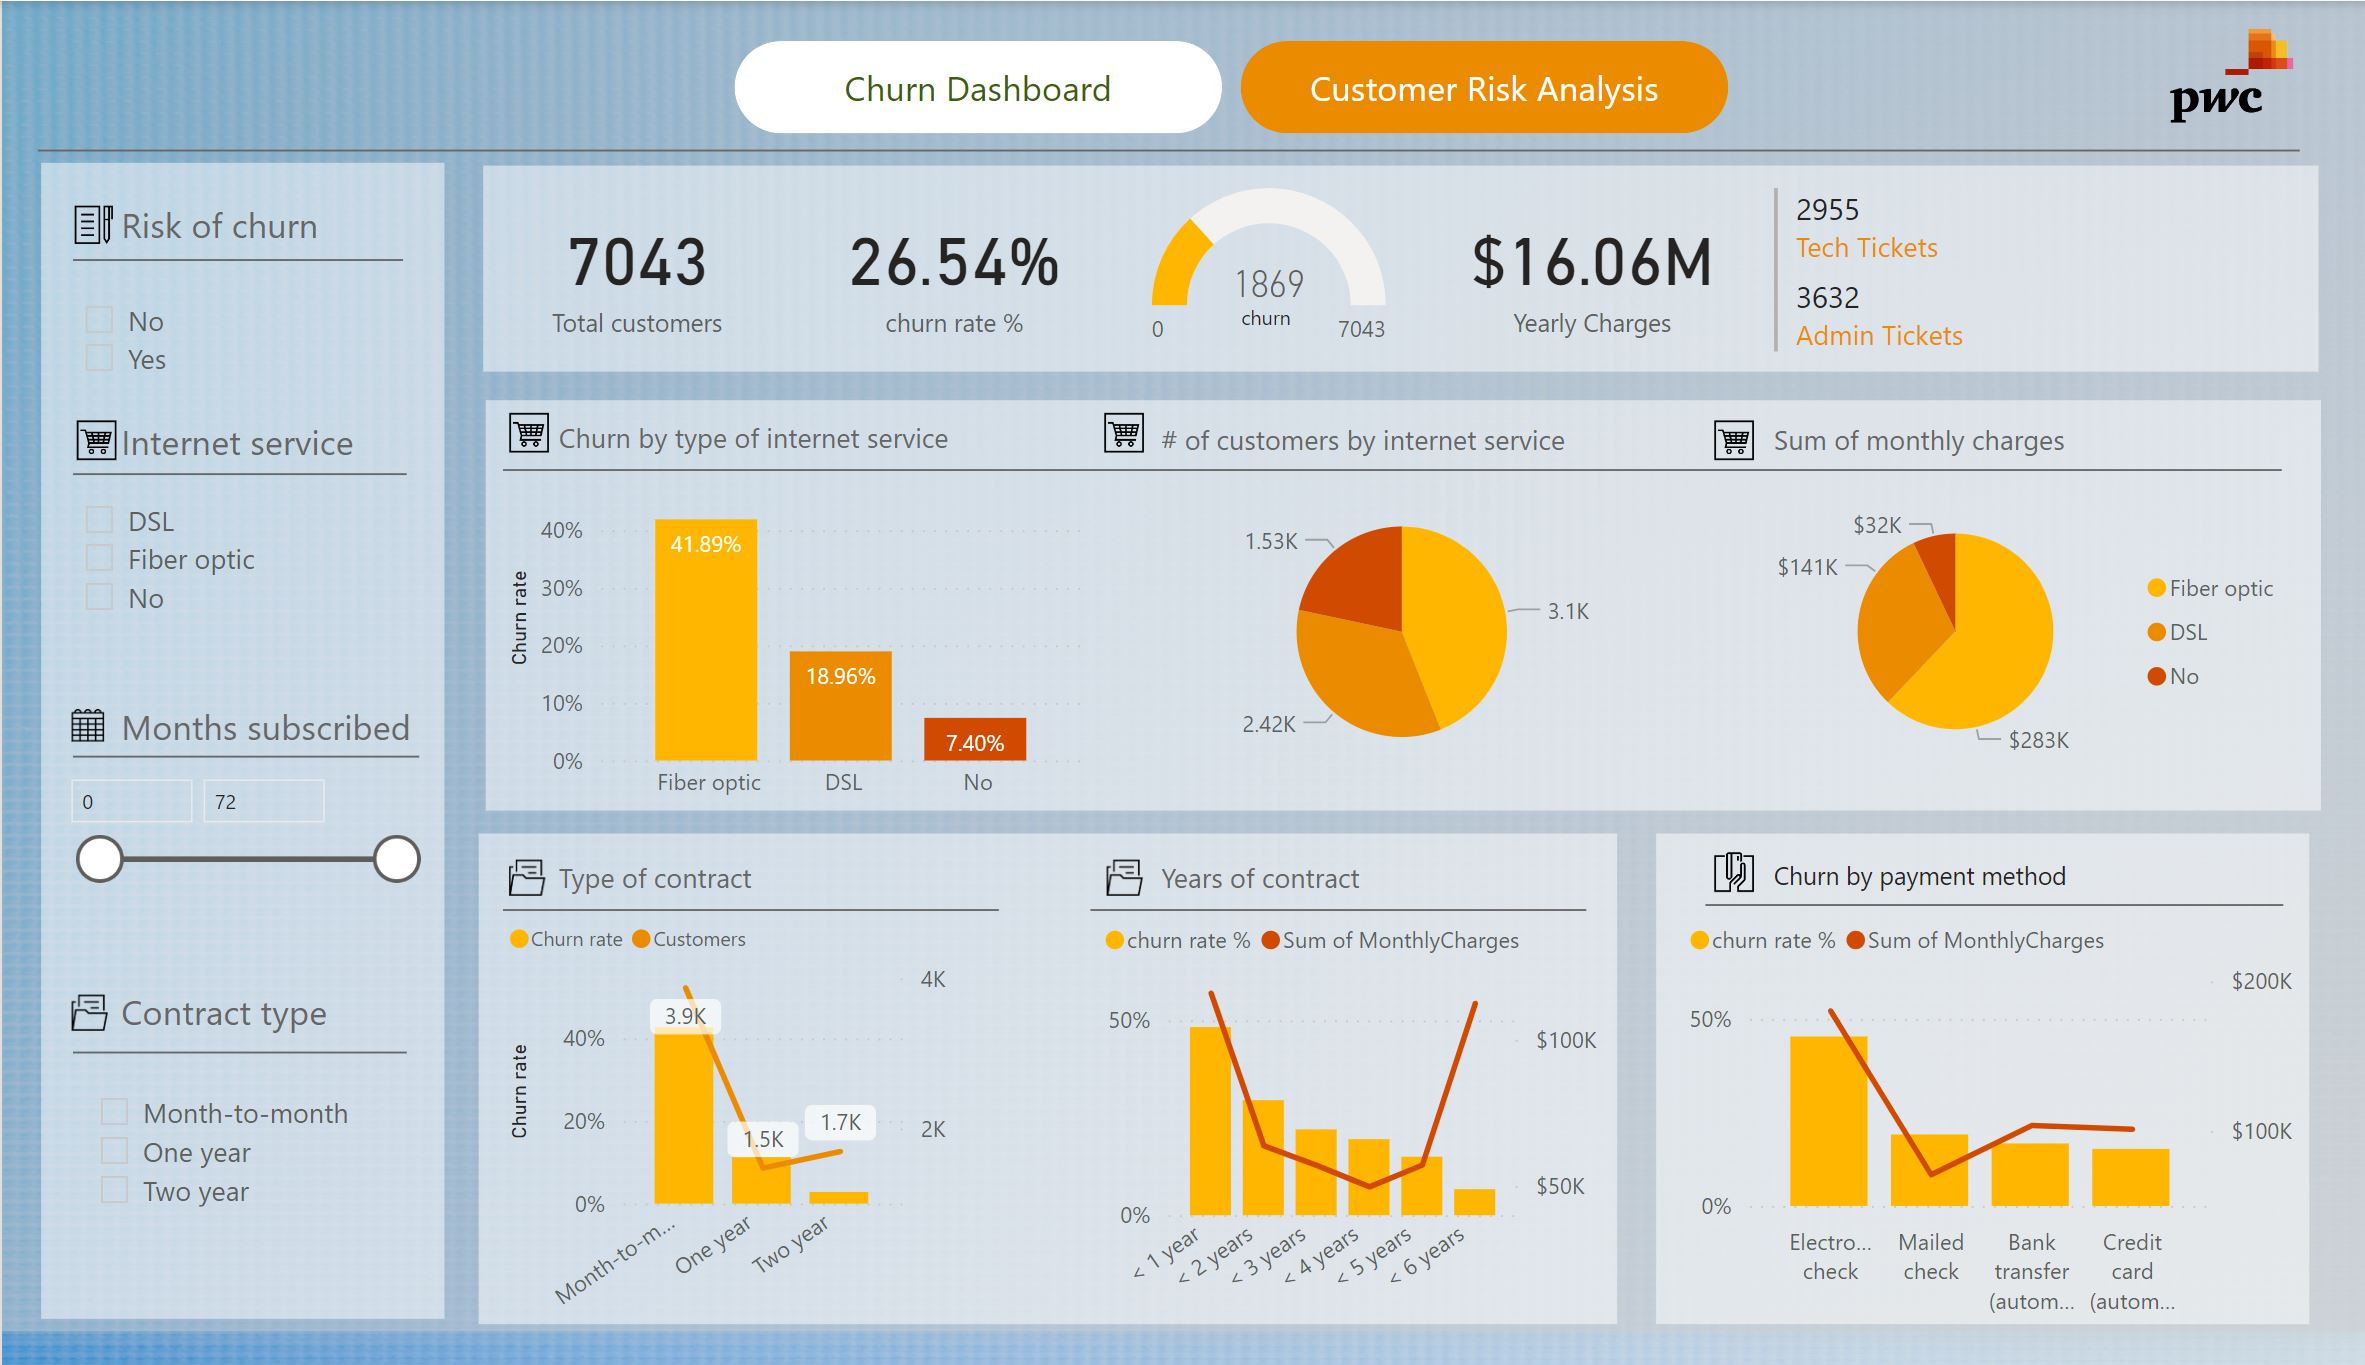 Churn Dashboard
Customer Risk Analysis
pwc
Risk of churn
No
Yes
Internet service
DSL
Fiber optic
No
Months subscribed
0
72
Contract type
Month-to-month
One year
Two year
7043
Total customers
26.54%
churn rate %
1869
churn
0
7043
$16.06M
Yearly Charges
2955
Tech Tickets
3632
Admin Tickets
Churn by type of internet service
Churn rate
40%
30%
20%
10%
0%
41.89%
18.96%
7.40%
Fiber optic
DSL
No
# of customers by internet service
1.53K
3.1K
2.42K
Sum of monthly charges
$32K
$141K
$283K
Fiber optic
DSL
No
Type of contract
Churn rate
Customers
Churn rate
40%
20%
0%
4K
2K
3.9K
1.5K
1.7K
Month-to-m...
One year
Two year
Years of contract
churn rate %
Sum of MonthlyCharges
50%
0%
$100K
$50K
< 1 year
< 2 years
< 3 years
< 4 years
< 5 years
< 6 years
Churn by payment method
churn rate %
Sum of MonthlyCharges
50%
0%
$200K
$100K
Electro...
check
Mailed
check
Bank
transfer
(autom...
Credit
card
(autom...